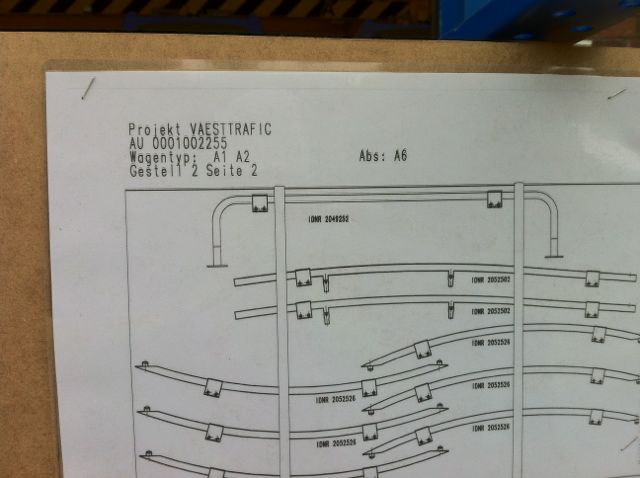 Projekt VAESTTRAFIC
AU 0001002255
Wagentyp: A1 A2 Abs: A6
Gestell 2 Seite 2
IDNR 2049252
IDNR 2052502
IDNR 2052502
IDNR 2052526
IDNR 2052526
IDNR 2052526
IDNR 2052526
IDNR 2052526